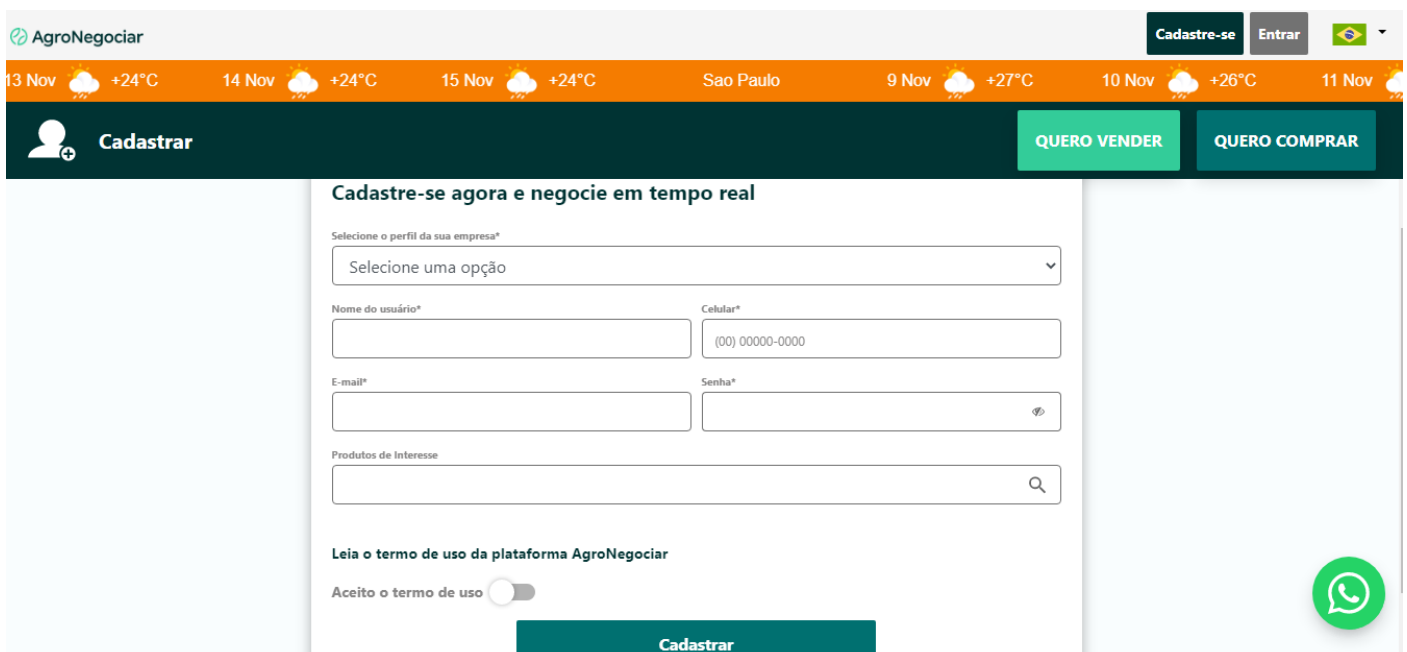 AgroNegociar
Cadastre-se Entrar
13 Nov +24°C 14 Nov +24°C 15 Nov +24°C Sao Paulo 9 Nov +27°C 10 Nov +26°C 11 Nov
Cadastrar
QUERO VENDER QUERO COMPRAR
Cadastre-se agora e negocie em tempo real
Selecione o perfil da sua empresa*
Selecione uma opção
Nome do usuário* Celular*
(00) 00000-0000
E-mail* Senha*
Produtos de Interesse
Leia o termo de uso da plataforma AgroNegociar
Aceito o termo de uso
Cadastrar